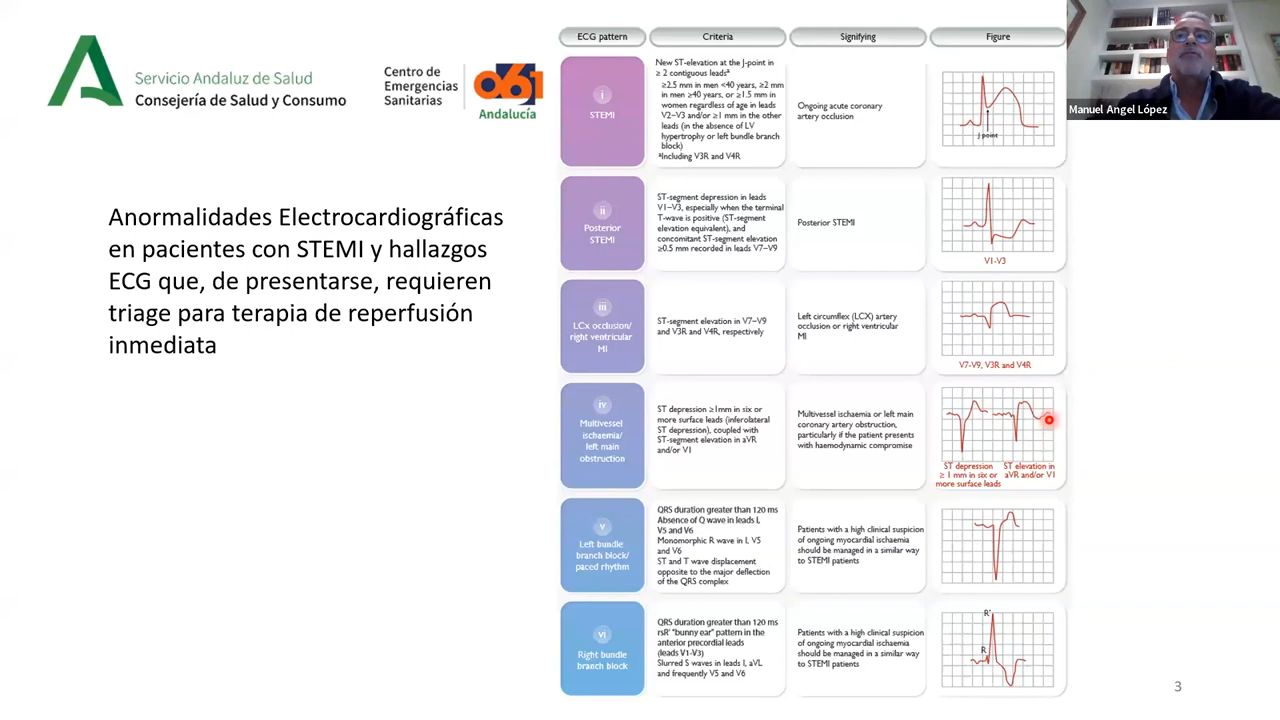 Servicio Andaluz de Salud
Consejería de Salud y Consumo
Centro de
Emergencias
Sanitarias
061
Andalucía
Anormalidades Electrocardiográficas
en pacientes con STEMI y hallazgos
ECG que, de presentarse, requieren
triage para terapia de reperfusión
inmediata
ECG pattern
Criteria
Signifying
Figure
i
STEMI
New ST-elevation at the J-point in
≥ 2 contiguous leadsª
≥2.5 mm in men <40 years, ≥2 mm
in men ≥40 years, or ≥1.5 mm in
women regardless of age in leads
V2–V3 and/or ≥1 mm in the other
leads (in the absence of LV
hypertrophy or left bundle branch
block)
ªIncluding V3R and V4R
Ongoing acute coronary
artery occlusion
J point
ii
Posterior
STEMI
ST-segment depression in leads
V1–V3, especially when the terminal
T-wave is positive (ST-segment
elevation equivalent), and
concomitant ST-segment elevation
≥0.5 mm recorded in leads V7–V9
Posterior STEMI
V1-V3
iii
LCx occlusion/
right ventricular
MI
ST-segment elevation in V7–V9
and V3R and V4R, respectively
Left circumflex (LCX) artery
occlusion or right ventricular
MI
V7-V9, V3R and V4R
iv
Multivessel
ischaemia/
left main
obstruction
ST depression ≥1mm in six or
more surface leads (inferolateral
ST depression), coupled with
ST-segment elevation in aVR
and/or V1
Multivessel ischaemia or left main
coronary artery obstruction,
particularly if the patient presents
with haemodynamic compromise
ST depression
≥ 1 mm in six or
more surface leads
ST elevation in
aVR and/or V1
v
Left bundle
branch block/
paced rhythm
QRS duration greater than 120 ms
Absence of Q wave in leads I,
V5 and V6
Monomorphic R wave in I, V5
and V6
ST and T wave displacement
opposite to the major deflection
of the QRS complex
Patients with a high clinical suspicion
of ongoing myocardial ischaemia
should be managed in a similar way
to STEMI patients
vi
Right bundle
branch block
QRS duration greater than 120 ms
rsR' "bunny ear" pattern in the
anterior precordial leads
(leads V1-V3)
Slurred S waves in leads I, aVL
and frequently V5 and V6
Patients with a high clinical suspicion
of ongoing myocardial ischaemia
should be managed in a similar way
to STEMI patients
R'
R
Manuel Angel López
3